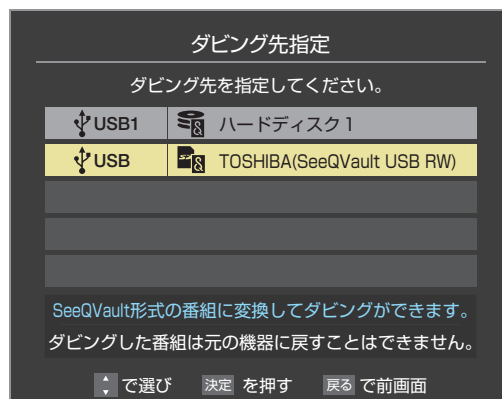 ダビング先指定
ダビング先を指定してください。
USB1 ハードディスク1
USB TOSHIBA(SeeQVault USB RW)
SeeQVault形式の番組に変換してダビングができます。
ダビングした番組は元の機器に戻すことはできません。
で選び 決定 を押す 戻る で前画面